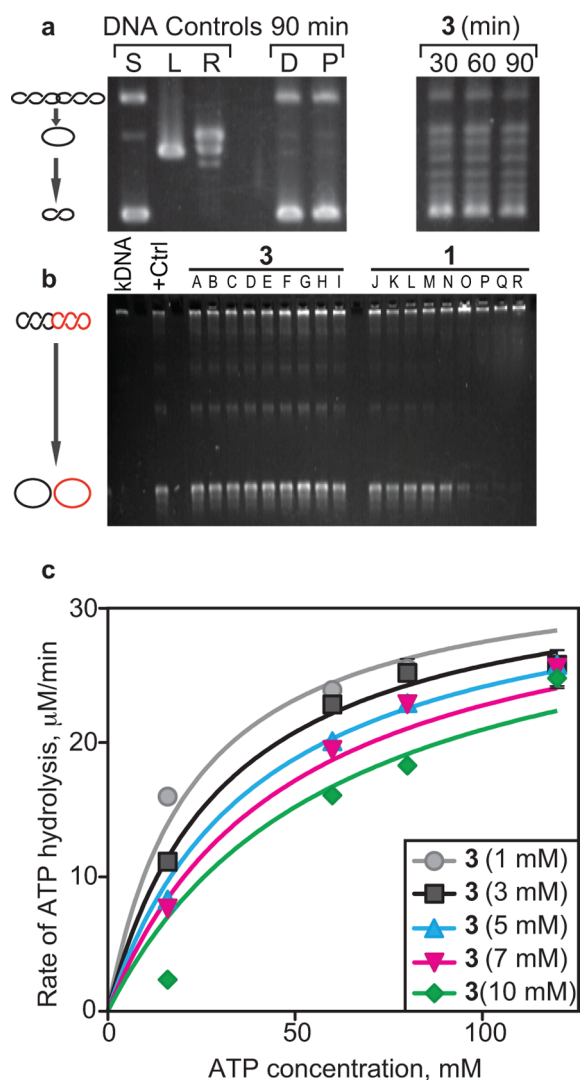 a
DNA Controls 90 min
3 (min)
S L R D P
30 60 90
b
kDNA
+Ctrl
3
1
A B C D E F G H I
J K L M N O P Q R
c
Rate of ATP hydrolysis, µM/min
30
20
10
0
0 50 100
ATP concentration, mM
3 (1 mM)
3 (3 mM)
3 (5 mM)
3 (7 mM)
3(10 mM)